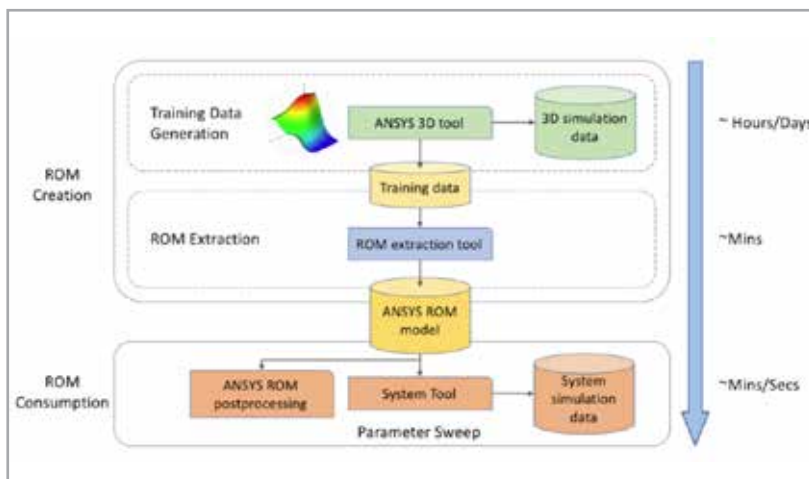 Training Data
Generation
ANSYS 3D tool
3D simulation
data
~ Hours/Days
ROM
Creation
Training data
ROM Extraction
ROM extraction tool
~Mins
ANSYS ROM
model
ROM
Consumption
ANSYS ROM
postprocessing
System Tool
System
simulation
data
~Mins/Secs
Parameter Sweep